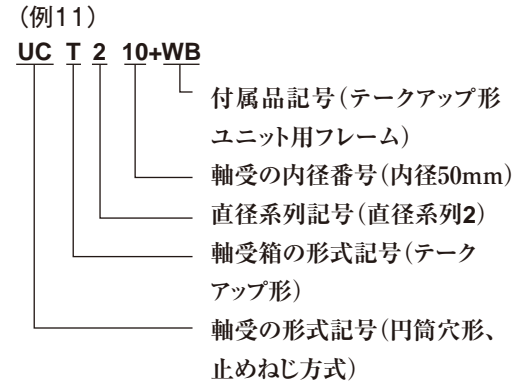 （例11）
UC T 2 10+WB
付属品記号（テークアップ形
ユニット用フレーム）
軸受の内径番号（内径50mm）
直径系列記号（直径系列2）
軸受箱の形式記号（テーク
アップ形）
軸受の形式記号（円筒穴形、
止めねじ方式）